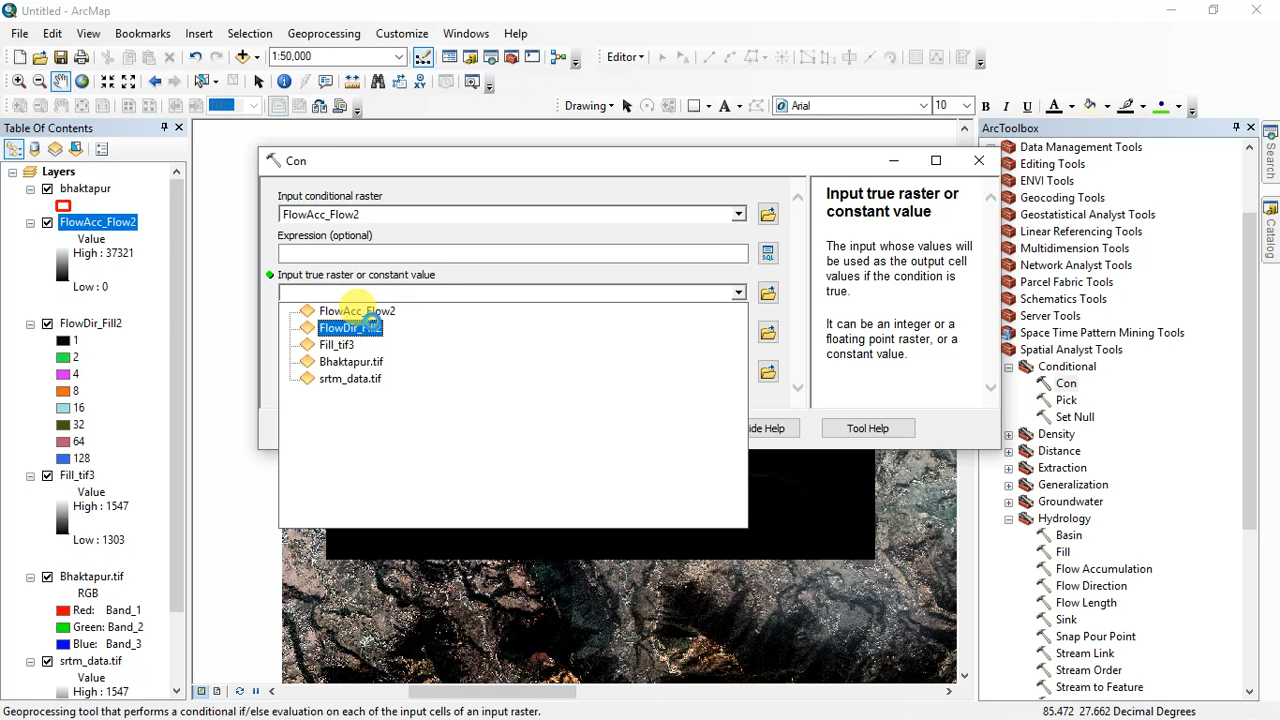 Untitled - ArcMap
File Edit View Bookmarks Insert Selection Geoprocessing Customize Windows Help
1:50,000
Editor
Drawing
Arial
10
B I U A
Table Of Contents
Layers
bhaktapur
FlowAcc_Flow2
Value
High : 37321
Low : 0
FlowDir_Fill2
1
2
4
8
16
32
64
128
Fill_tif3
Value
High : 1547
Low : 1303
Bhaktapur.tif
RGB
Red: Band_1
Green: Band_2
Blue: Band_3
srtm_data.tif
Value
High : 1547
Con
Input conditional raster
FlowAcc_Flow2
Expression (optional)
SQL
Input true raster or constant value
FlowAcc_Flow2
Fill_tif3
Bhaktapur.tif
srtm_data.tif
Input true raster or
constant value
The input whose values will
be used as the output cell
values if the condition is
true.
It can be an integer or a
floating point raster, or a
constant value.
Help
Tool Help
ArcToolbox
Data Management Tools
Editing Tools
ENVI Tools
Geocoding Tools
Geostatistical Analyst Tools
Linear Referencing Tools
Multidimension Tools
Network Analyst Tools
Parcel Fabric Tools
Schematics Tools
Server Tools
Space Time Pattern Mining Tools
Spatial Analyst Tools
Conditional
Con
Pick
Set Null
Density
Distance
Extraction
Generalization
Groundwater
Hydrology
Basin
Fill
Flow Accumulation
Flow Direction
Flow Length
Sink
Snap Pour Point
Stream Link
Stream Order
Stream to Feature
Search
Catalog
Geoprocessing tool that performs a conditional if/else evaluation on each of the input cells of an input raster.
85.472 27.662 Decimal Degrees